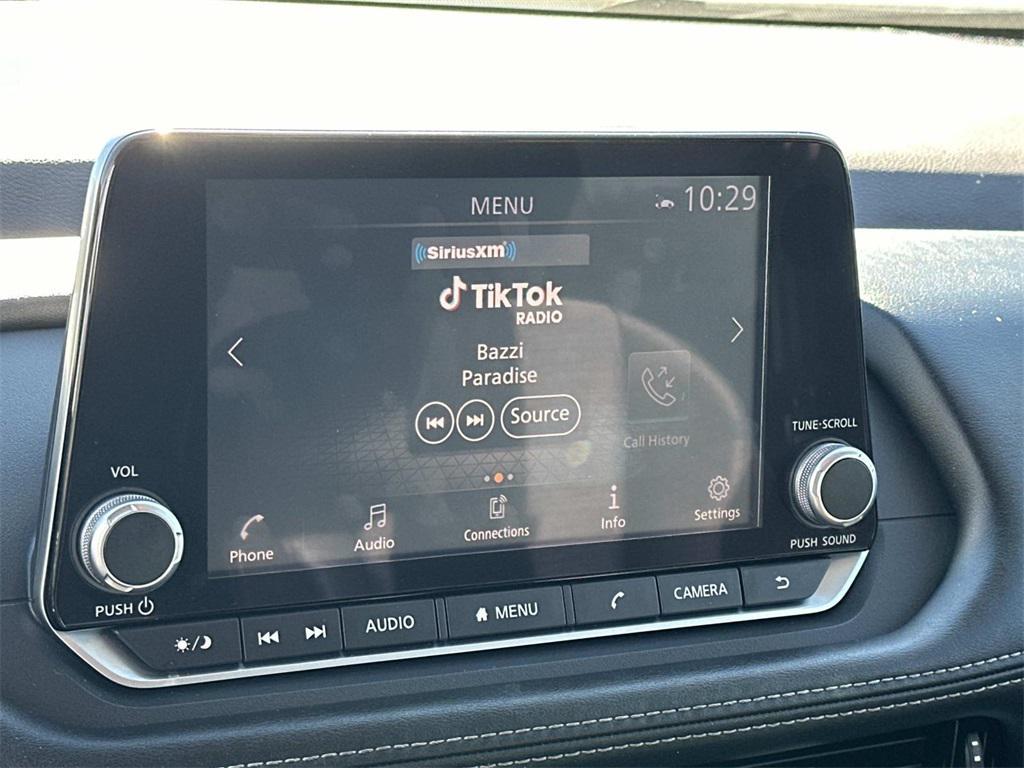 MENU
10:29
SiriusXM
TikTok
RADIO
Bazzi
Paradise
Source
Call History
Phone
Audio
Connections
Info
Settings
VOL
PUSH
TUNE·SCROLL
PUSH SOUND
AUDIO
MENU
CAMERA